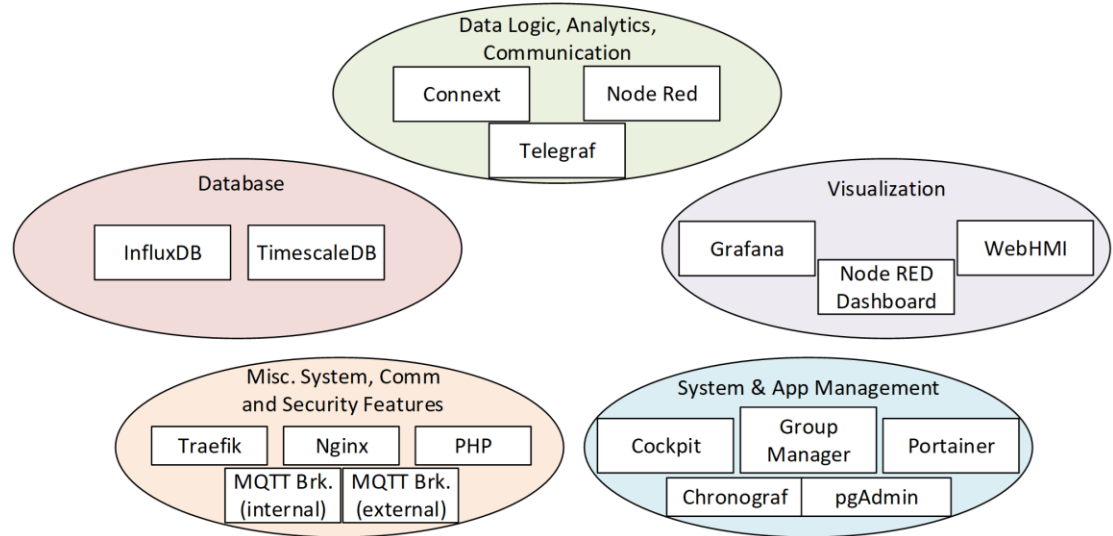 Data Logic, Analytics,
Communication
Connext
Node Red
Telegraf
Database
InfluxDB
TimescaleDB
Visualization
Grafana
WebHMI
Node RED
Dashboard
Misc. System, Comm
and Security Features
Traefik
Nginx
PHP
MQTT Brk.
(internal)
MQTT Brk.
(external)
System & App Management
Cockpit
Group
Manager
Portainer
Chronograf
pgAdmin